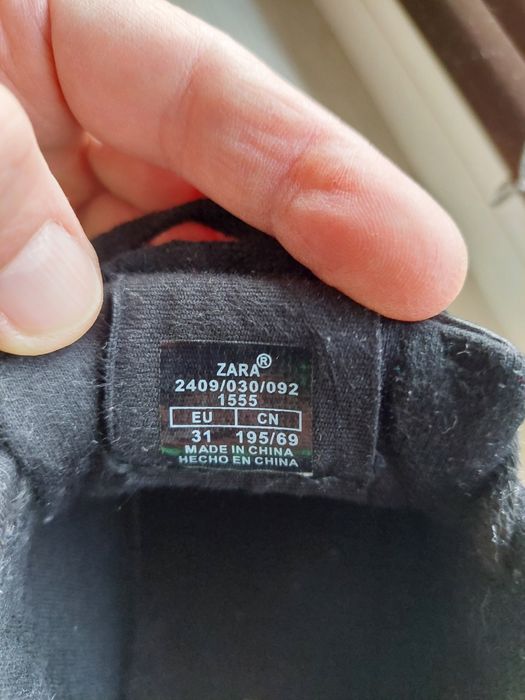 ZARA®
2409/030/092
1555
EU CN
31 195/69
MADE IN CHINA
HECHO EN CHINA